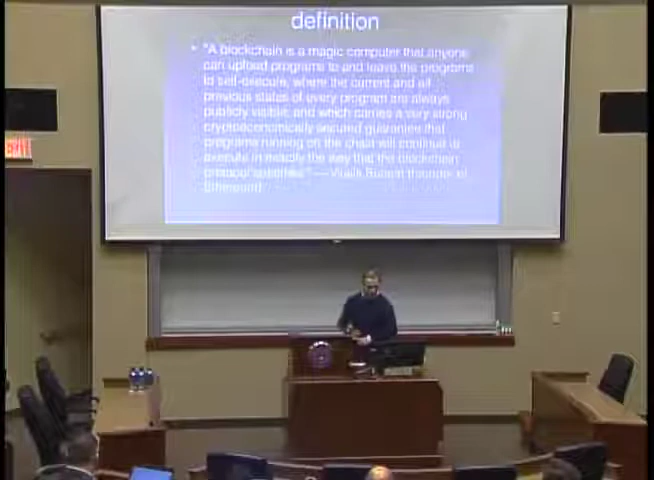 definition
• "A blockchain is a magic computer that anyone
can upload programs to and leave the programs
to self-execute, where the current and all
previous states of every program are always
publicly visible, and which carries a very strong
cryptoeconomically secured guarantee that
programs running on the chain will continue to
execute in exactly the way that the blockchain
protocol specifies" — Vitalik Buterin of
Ethereum